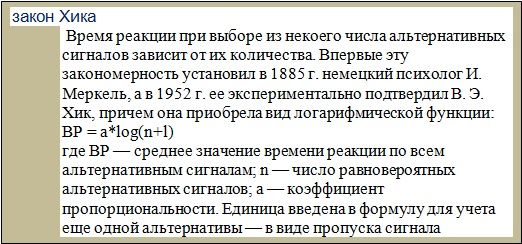 закон Хика
Время реакции при выборе из некоего числа альтернативных
сигналов зависит от их количества. Впервые эту
закономерность установил в 1885 г. немецкий психолог И.
Меркель, а в 1952 г. ее экспериментально подтвердил В. Э.
Хик, причем она приобрела вид логарифмической функции:
ВР = a*log(n+l)
где ВР — среднее значение времени реакции по всем
альтернативным сигналам; n — число равновероятных
альтернативных сигналов; а — коэффициент
пропорциональности. Единица введена в формулу для учета
еще одной альтернативы — в виде пропуска сигнала